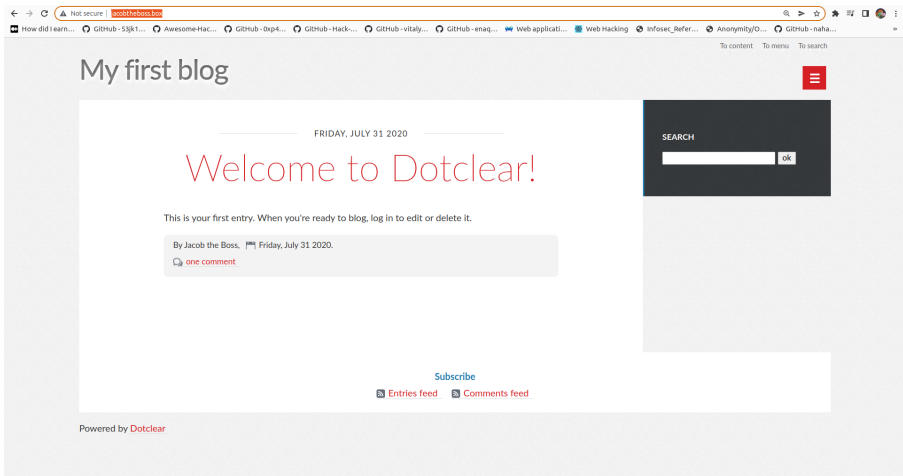 Not secure | jacobtheboss.box
How did I earn... GitHub - S3jk1... Awesome-Hac... GitHub - 0xp4... GitHub - Hack-... GitHub - vitaly... GitHub - enaq... Web applicati... Web Hacking Infosec_Refer... Anonymity/O... GitHub - naha... »
To content To menu To search
My first blog
FRIDAY, JULY 31 2020
Welcome to Dotclear!
This is your first entry. When you're ready to blog, log in to edit or delete it.
By Jacob the Boss, Friday, July 31 2020.
one comment
SEARCH
ok
Subscribe
Entries feed Comments feed
Powered by Dotclear